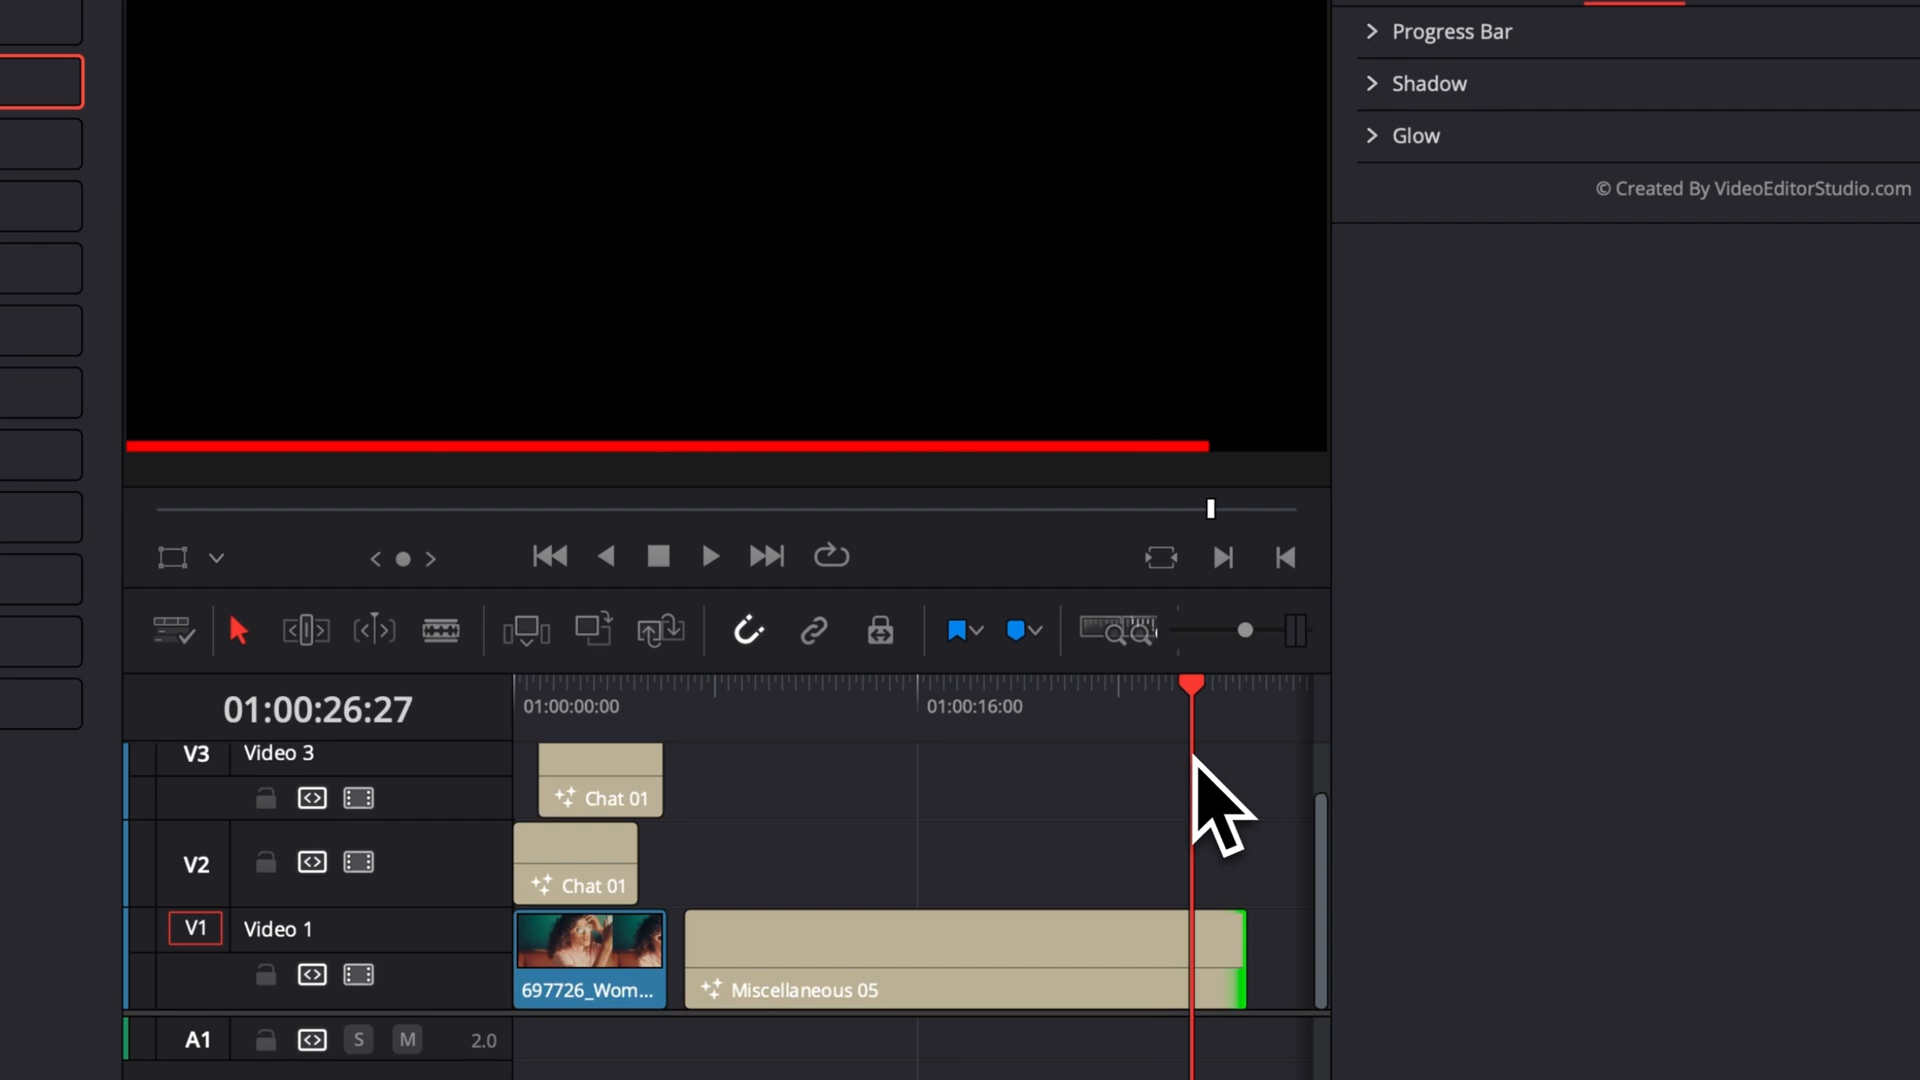 Progress Bar
Shadow
Glow
© Created By VideoEditorStudio.com
01:00:26:27
01:00:00:00
01:00:16:00
V3
Video 3
Chat 01
V2
Chat 01
V1
Video 1
697726_Wom...
Miscellaneous 05
A1
S
M
2.0